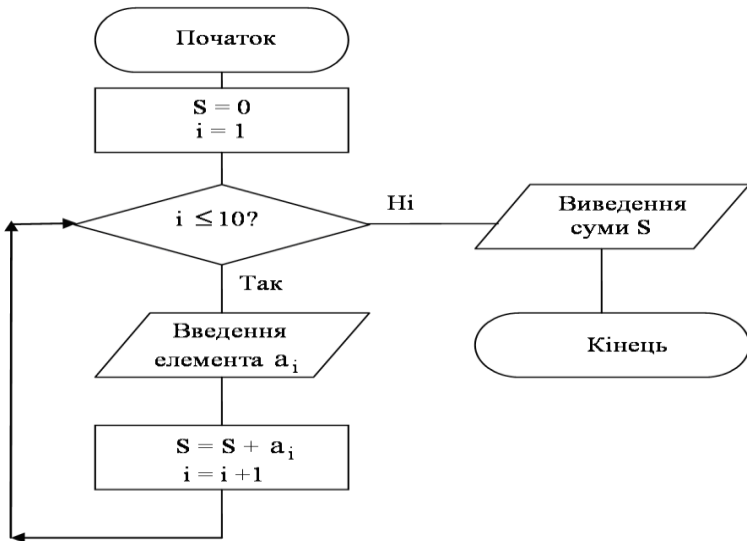 Початок
S = 0
i = 1
i ≤ 10?
Ні
Виведення
суми S
Так
Введення
елемента a i
Кінець
S = S + a i
i = i +1